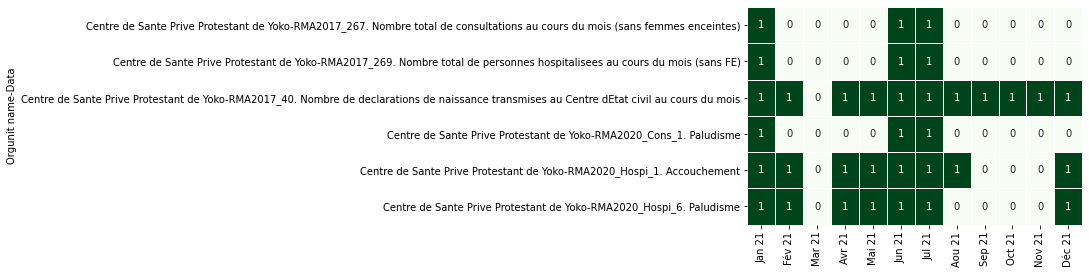 Orgunit name-Data
Centre de Sante Prive Protestant de Yoko-RMA2017_267. Nombre total de consultations au cours du mois (sans femmes enceintes) 1 0 0 0 0 1 1 0 0 0 0 0
Centre de Sante Prive Protestant de Yoko-RMA2017_269. Nombre total de personnes hospitalisees au cours du mois (sans FE) 1 0 0 0 0 1 1 0 0 0 0 0
Centre de Sante Prive Protestant de Yoko-RMA2017_40. Nombre de declarations de naissance transmises au Centre dEtat civil au cours du mois 1 1 0 1 1 1 1 1 1 1 1 1
Centre de Sante Prive Protestant de Yoko-RMA2020_Cons_1. Paludisme 1 0 0 0 0 1 1 0 0 0 0 0
Centre de Sante Prive Protestant de Yoko-RMA2020_Hospi_1. Accouchement 1 1 0 1 1 1 1 1 0 0 0 1
Centre de Sante Prive Protestant de Yoko-RMA2020_Hospi_6. Paludisme 1 1 0 1 1 1 1 0 0 0 0 1
Jan 21 Fév 21 Mar 21 Avr 21 Mai 21 Jun 21 Jul 21 Aou 21 Sep 21 Oct 21 Nov 21 Déc 21